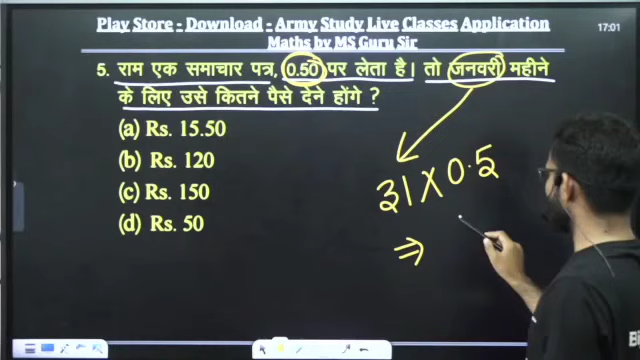 Play Store - Download - Army Study Live Classes Application
Maths by MS Guru Sir
17:01
5. राम एक समाचार पत्र, 0.50 पर लेता है। तो जनवरी महीने
के लिए उसे कितने पैसे देने होंगे ?
(a) Rs. 15.50
(b) Rs. 120
(c) Rs. 150
(d) Rs. 50
31 X 0.5
⇒